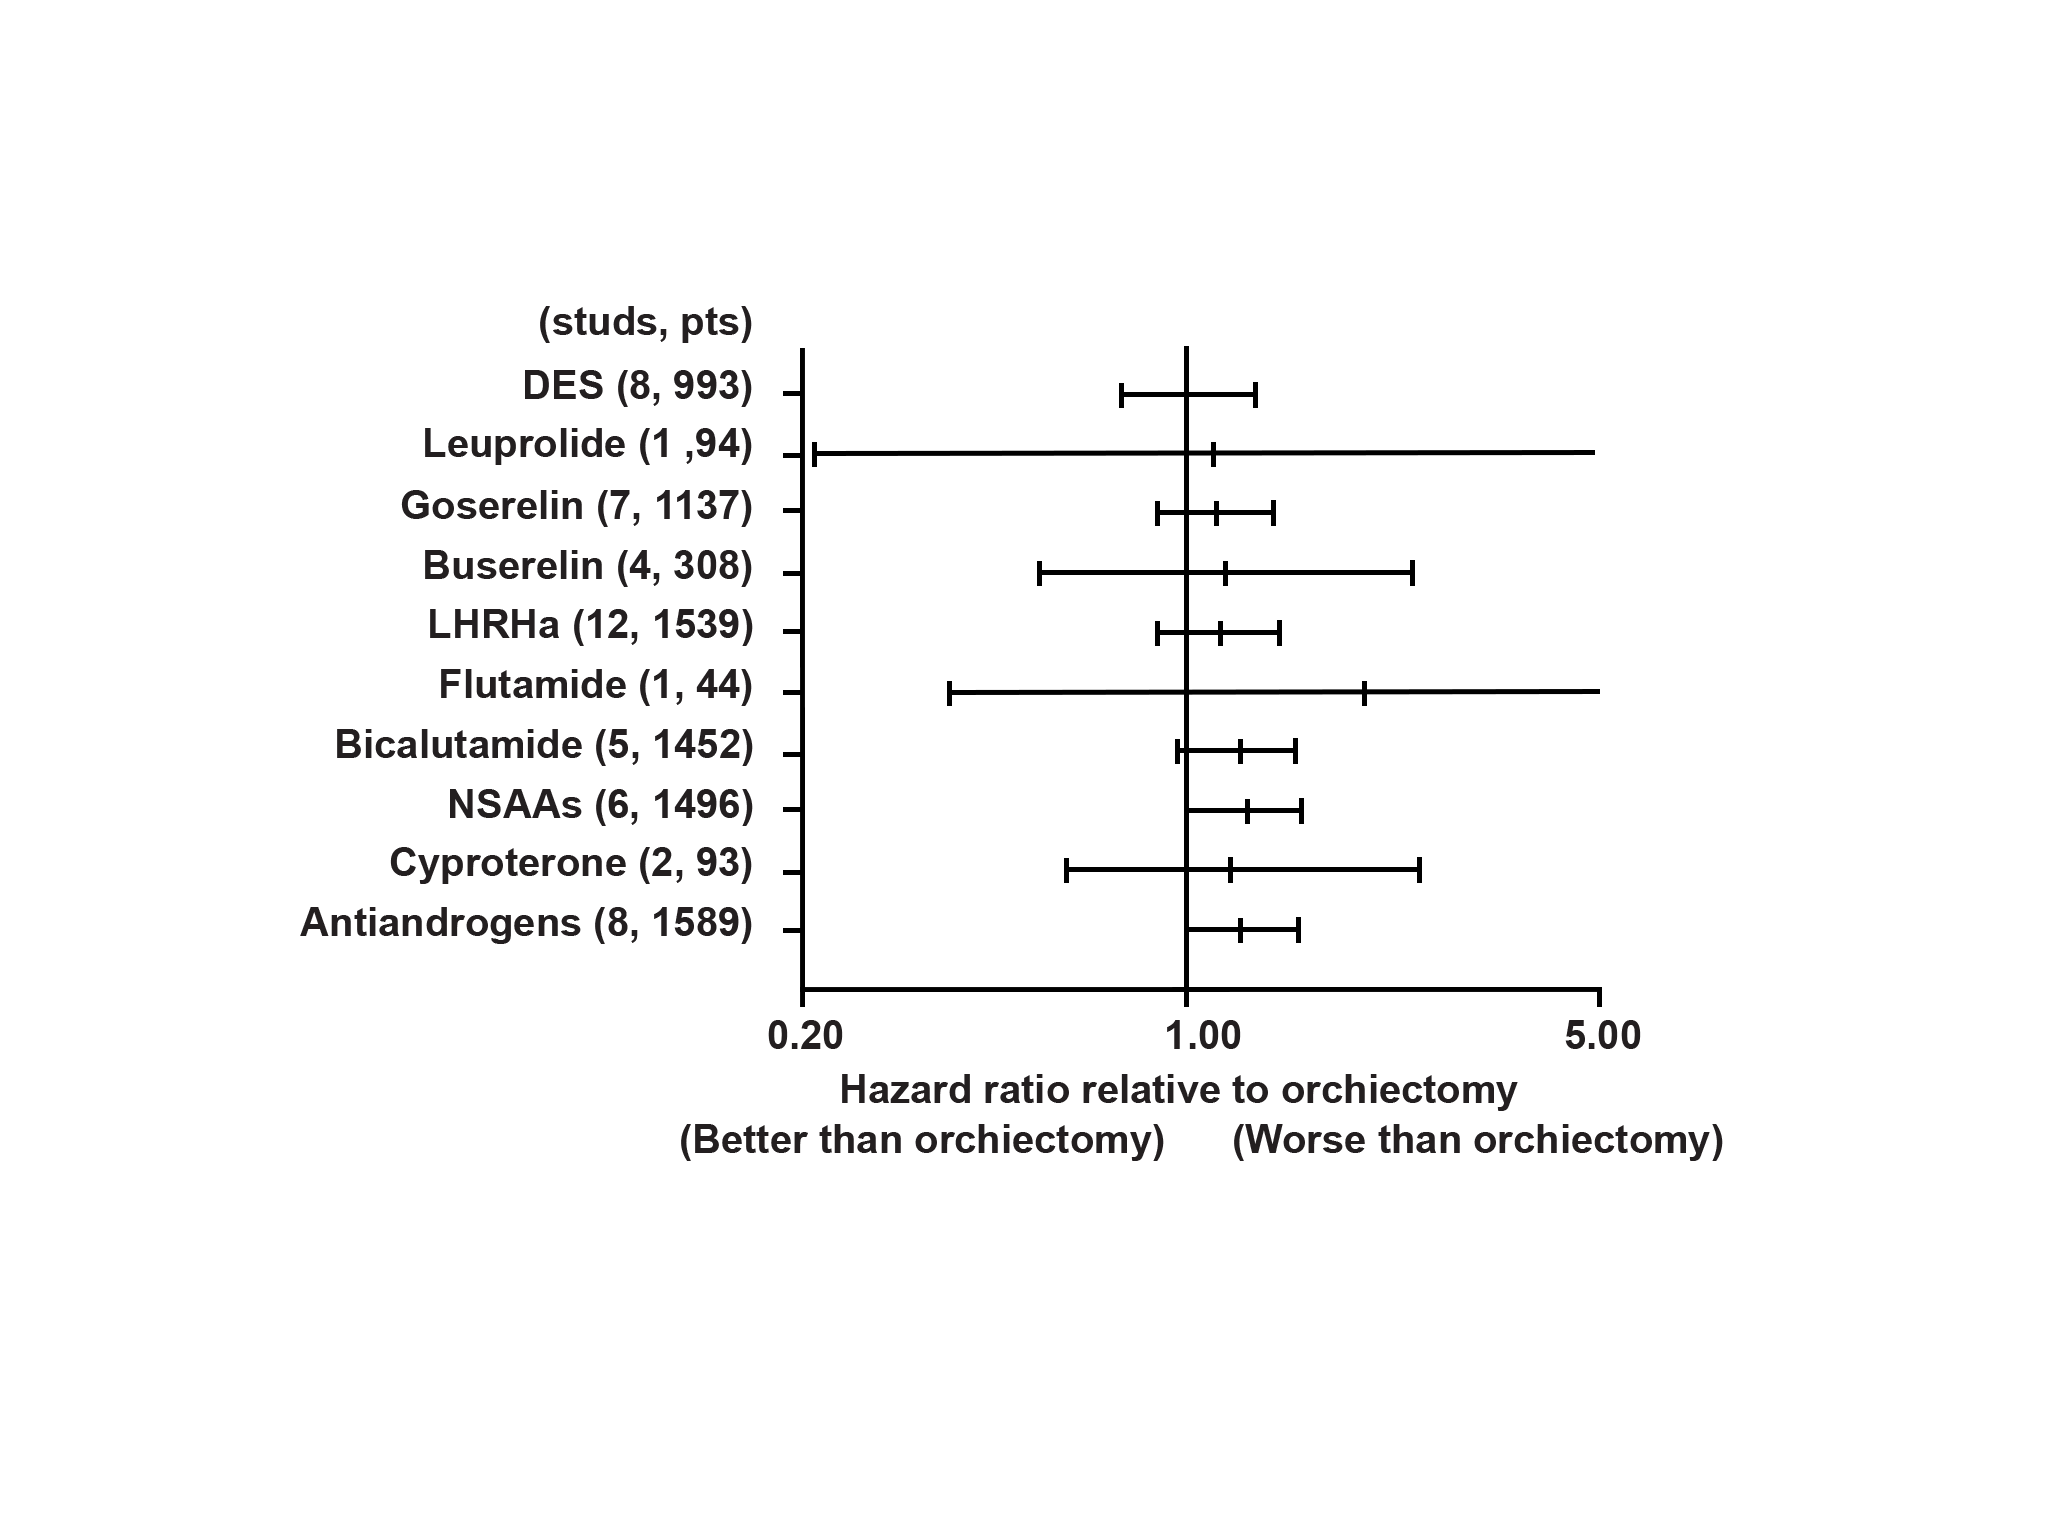 (studs, pts)
DES (8, 993)
Leuprolide (1 ,94)
Goserelin (7, 1137)
Buserelin (4, 308)
LHRHa (12, 1539)
Flutamide (1, 44)
Bicalutamide (5, 1452)
NSAAs (6, 1496)
Cyproterone (2, 93)
Antiandrogens (8, 1589)
0.20 1.00 5.00
Hazard ratio relative to orchiectomy
(Better than orchiectomy) (Worse than orchiectomy)